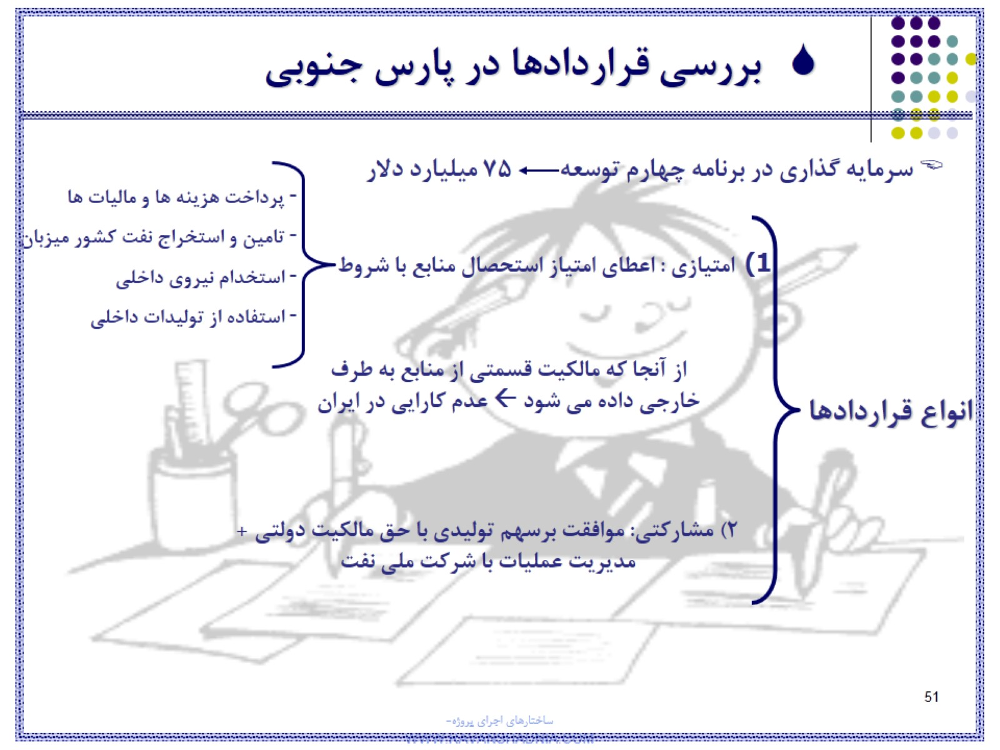 بررسی قراردادها در پارس جنوبی
سرمایه گذاری در برنامه چهارم توسعه ← ۷۵ میلیارد دلار
انواع قراردادها
1) امتیازی : اعطای امتیاز استحصال منابع با شروط
- پرداخت هزینه ها و مالیات ها
- تامین و استخراج نفت کشور میزبان
- استخدام نیروی داخلی
- استفاده از تولیدات داخلی
از آنجا که مالکیت قسمتی از منابع به طرف
خارجی داده می شود ← عدم کارایی در ایران
۲) مشارکتی: موافقت برسهم تولیدی با حق مالکیت دولتی +
مدیریت عملیات با شرکت ملی نفت
51
ساختارهای اجرای پروژه-